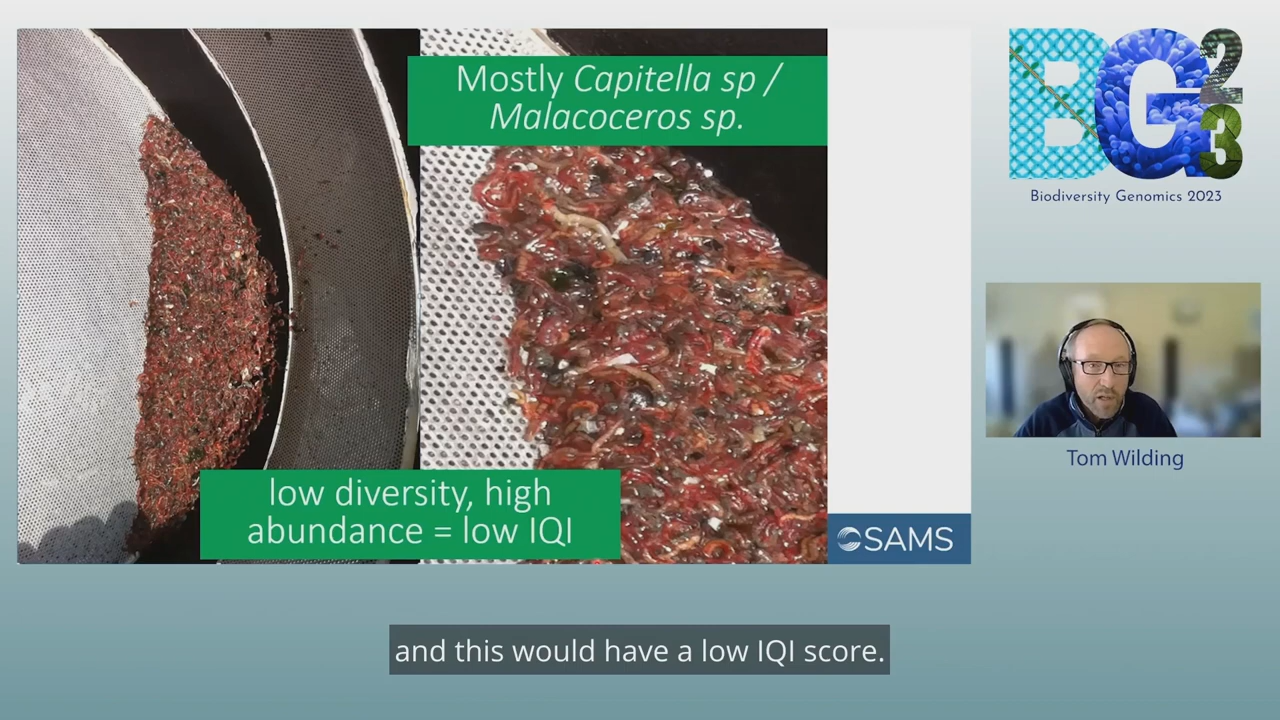 Mostly Capitella sp /
Malacoceros sp.
low diversity, high
abundance = low IQI
SAMS
BG23
Biodiversity Genomics 2023
Tom Wilding
and this would have a low IQI score.